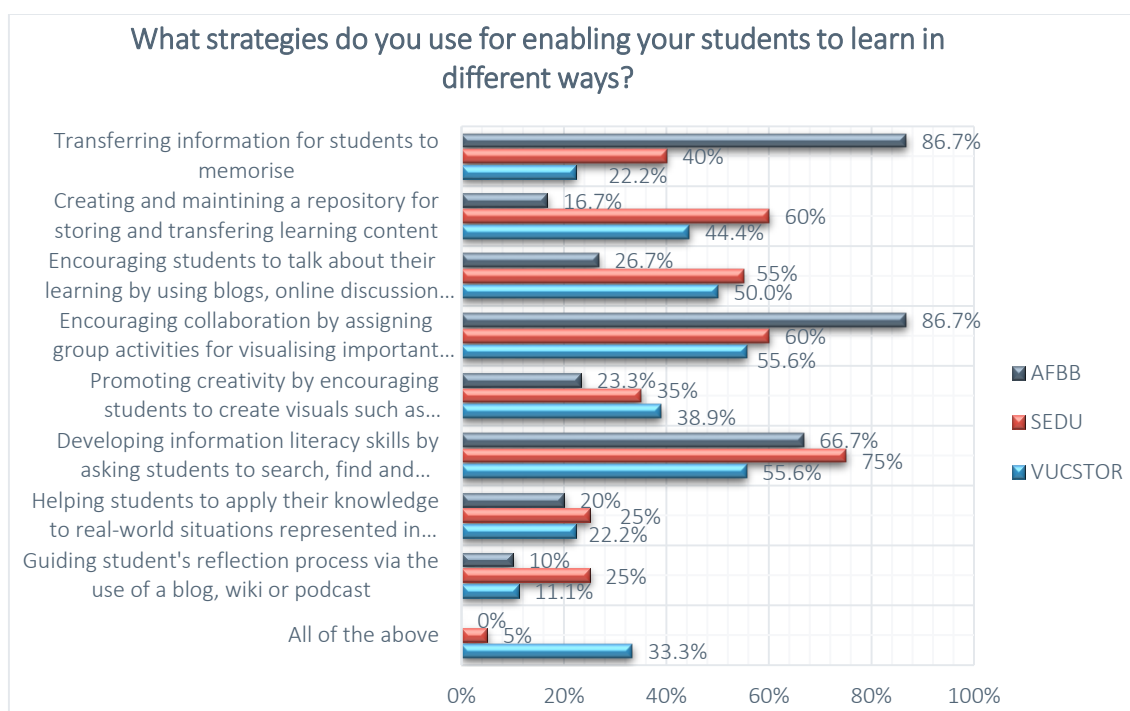 What strategies do you use for enabling your students to learn in
different ways?
Transferring information for students to
memorise
86.7%
40%
22.2%
Creating and maintining a repository for
storing and transfering learning content
16.7%
60%
44.4%
Encouraging students to talk about their
learning by using blogs, online discussion...
26.7%
55%
50.0%
Encouraging collaboration by assigning
group activities for visualising important...
86.7%
60%
55.6%
Promoting creativity by encouraging
students to create visuals such as...
23.3%
35%
38.9%
Developing information literacy skills by
asking students to search, find and...
66.7%
75%
55.6%
Helping students to apply their knowledge
to real-world situations represented in...
20%
25%
22.2%
Guiding student's reflection process via the
use of a blog, wiki or podcast
10%
25%
11.1%
All of the above
0%
5%
33.3%
0% 20% 40% 60% 80% 100%
AFBB
SEDU
VUCSTOR